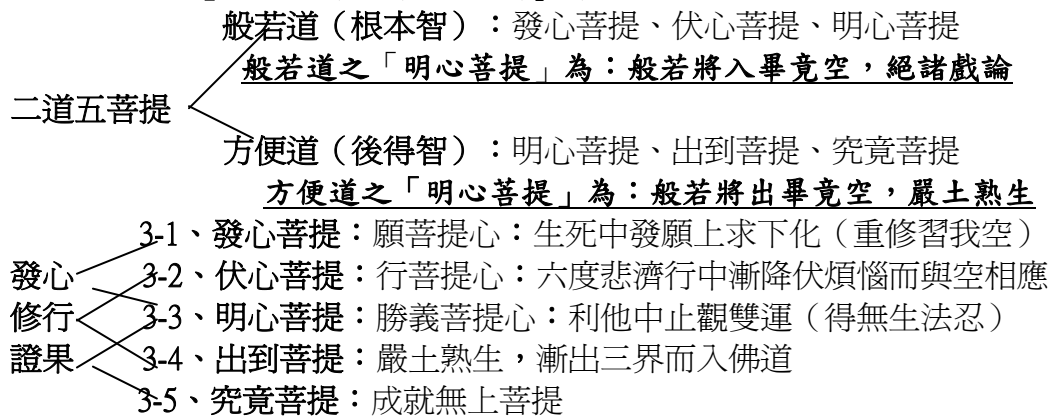 般若道（根本智）：發心菩提、伏心菩提、明心菩提
般若道之「明心菩提」為：般若將入畢竟空，絕諸戲論
二道五菩提
方便道（後得智）：明心菩提、出到菩提、究竟菩提
方便道之「明心菩提」為：般若將出畢竟空，嚴土熟生
3-1、發心菩提：願菩提心：生死中發願上求下化（重修習我空）
發心 3-2、伏心菩提：行菩提心：六度悲濟行中漸降伏煩惱而與空相應
修行 3-3、明心菩提：勝義菩提心：利他中止觀雙運（得無生法忍）
證果 3-4、出到菩提：嚴土熟生，漸出三界而入佛道
3-5、究竟菩提：成就無上菩提